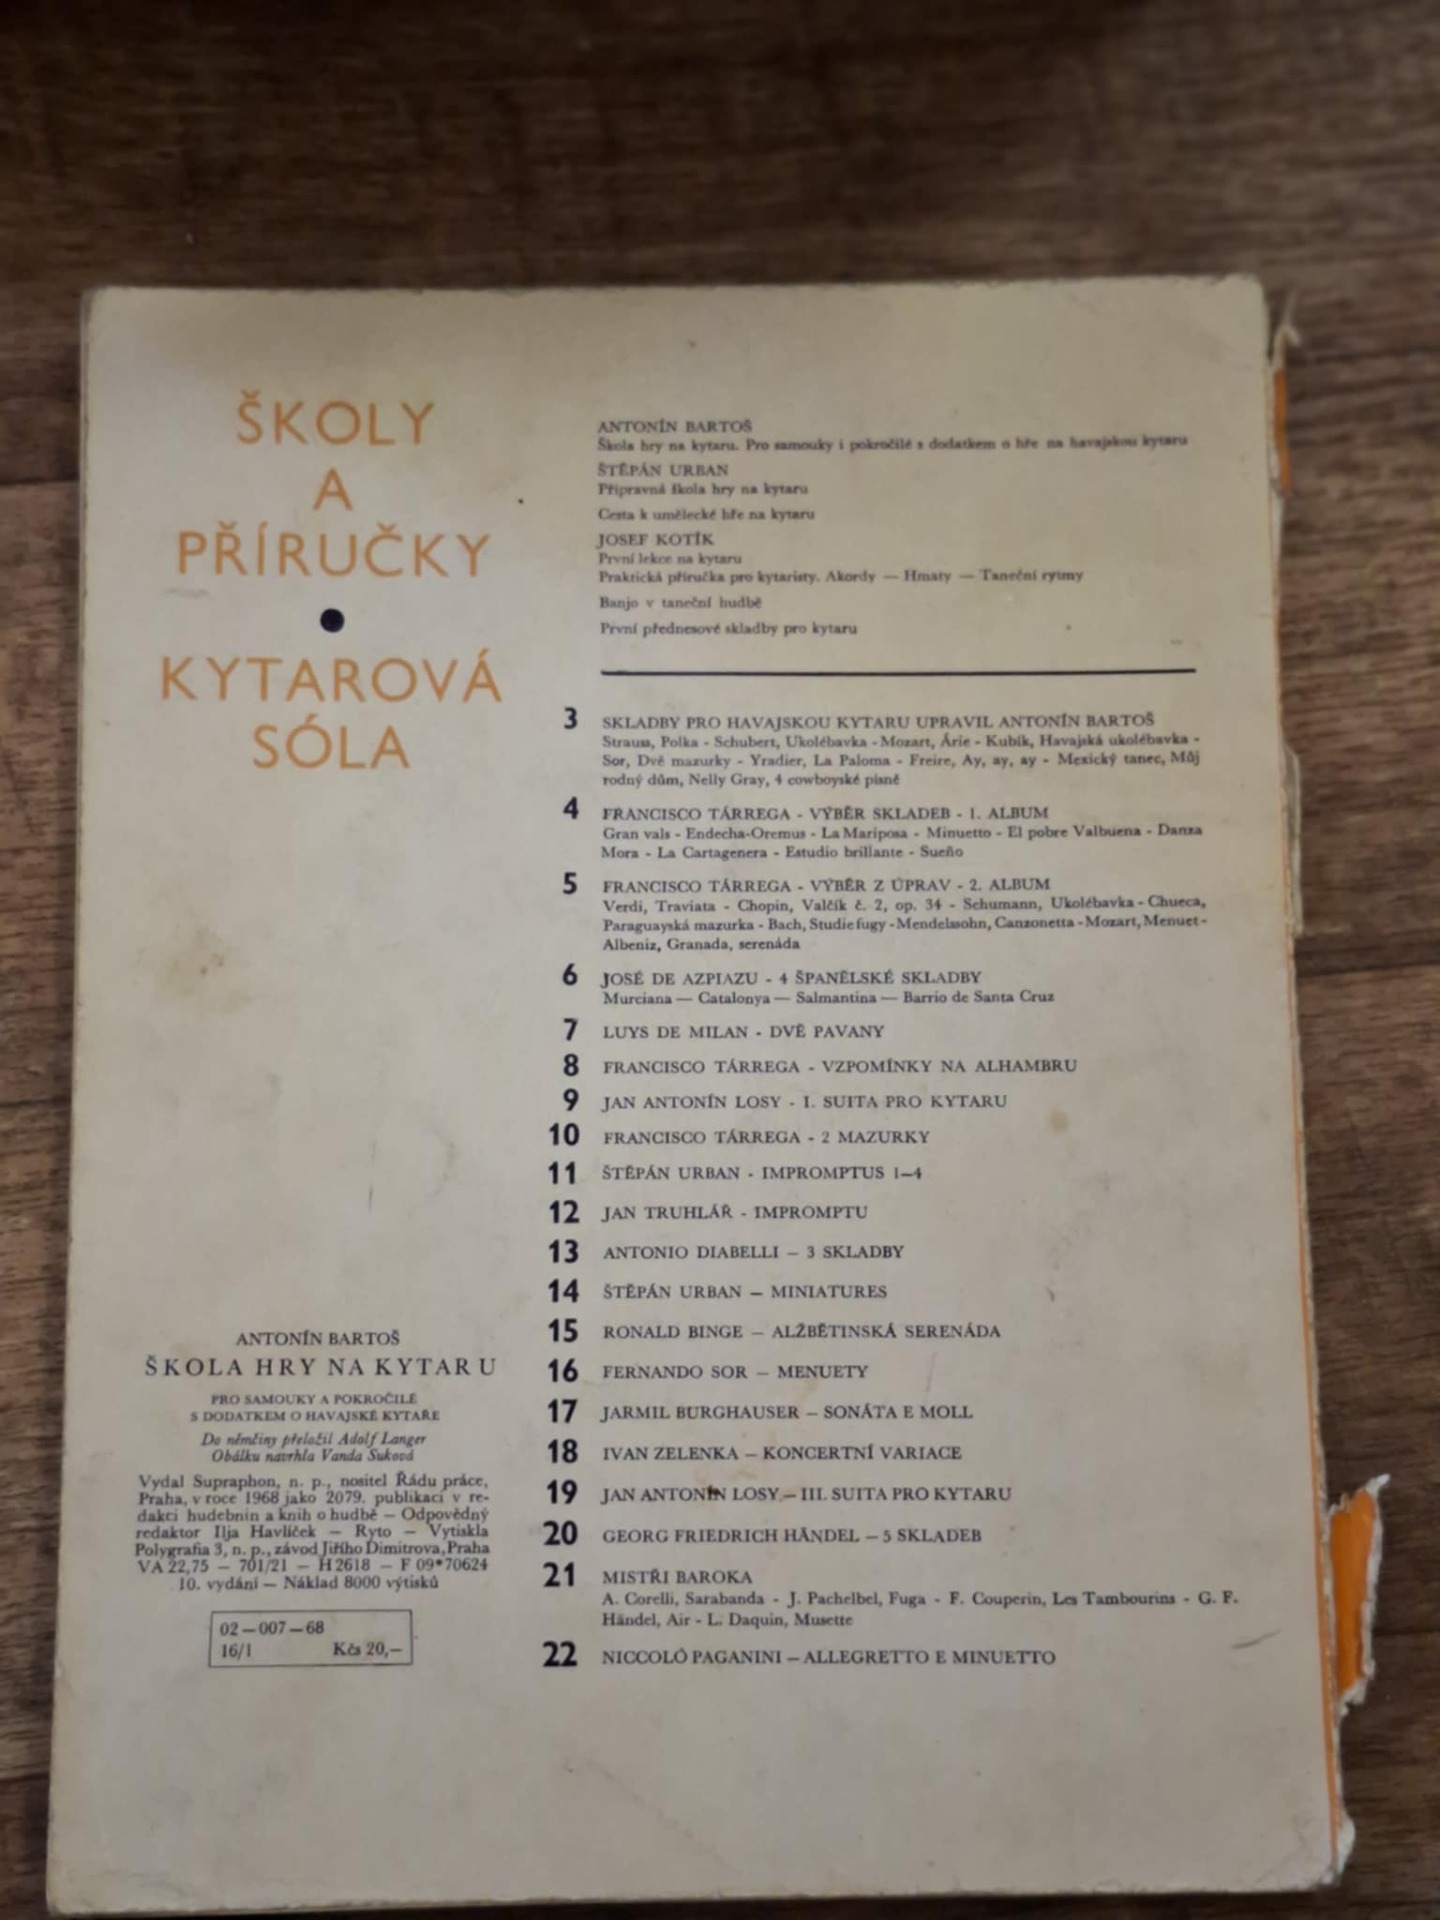 ŠKOLY
A
PŘÍRUČKY
●
KYTAROVÁ
SÓLA
ANTONÍN BARTOŠ
Škola hry na kytaru. Pro samouky i pokročilé s dodatkem o hře na havajskou kytaru
ŠTĚPÁN URBAN
Přípravná škola hry na kytaru
Cesta k umělecké hře na kytaru
JOSEF KOTÍK
První lekce na kytaru
Praktická příručka pro kytaristy. Akordy — Hmaty — Taneční rytmy
Banjo v taneční hudbě
První přednesové skladby pro kytaru
3 SKLADBY PRO HAVAJSKOU KYTARU UPRAVIL ANTONÍN BARTOŠ
Strauss, Polka - Schubert, Ukolébavka - Mozart, Árie - Kubík, Havajská ukolébavka -
Sor, Dvě mazurky - Yradier, La Paloma - Freire, Ay, ay, ay - Mexický tanec, Můj
rodný dům, Nelly Gray, 4 cowboyské písně
4 FRANCISCO TÁRREGA - VÝBĚR SKLADEB - 1. ALBUM
Gran vals - Endecha-Oremus - La Mariposa - Minuetto - El pobre Valbuena - Danza
Mora - La Cartagenera - Estudio brillante - Sueño
5 FRANCISCO TÁRREGA - VÝBĚR Z ÚPRAV - 2. ALBUM
Verdi, Traviata - Chopin, Valčík č. 2, op. 34 - Schumann, Ukolébavka - Chueca,
Paraguayská mazurka - Bach, Studie fugy - Mendelssohn, Canzonetta - Mozart, Menuet -
Albeniz, Granada, serenáda
6 JOSÉ DE AZPIAZU - 4 ŠPANĚLSKÉ SKLADBY
Murciana — Catalonya — Salmantina — Barrio de Santa Cruz
7 LUYS DE MILAN - DVĚ PAVANY
8 FRANCISCO TÁRREGA - VZPOMÍNKY NA ALHAMBRU
9 JAN ANTONÍN LOSY - I. SUITA PRO KYTARU
10 FRANCISCO TÁRREGA - 2 MAZURKY
11 ŠTĚPÁN URBAN - IMPROMPTUS 1–4
12 JAN TRUHLÁŘ - IMPROMPTU
13 ANTONIO DIABELLI – 3 SKLADBY
14 ŠTĚPÁN URBAN – MINIATURES
15 RONALD BINGE – ALŽBĚTINSKÁ SERENÁDA
16 FERNANDO SOR – MENUETY
17 JARMIL BURGHAUSER – SONÁTA E MOLL
18 IVAN ZELENKA – KONCERTNÍ VARIACE
19 JAN ANTONÍN LOSY – III. SUITA PRO KYTARU
20 GEORG FRIEDRICH HÄNDEL – 5 SKLADEB
21 MISTŘI BAROKA
A. Corelli, Sarabanda - J. Pachelbel, Fuga - F. Couperin, Les Tambourins - G. F.
Händel, Air - L. Daquin, Musette
22 NICCOLÒ PAGANINI – ALLEGRETTO E MINUETTO
ANTONÍN BARTOŠ
ŠKOLA HRY NA KYTARU
PRO SAMOUKY A POKROČILÉ
S DODATKEM O HAVAJSKÉ KYTAŘE
Do němčiny přeložil Adolf Langer
Obálku navrhla Vanda Suková
Vydal Supraphon, n. p., nositel Řádu práce,
Praha, v roce 1968 jako 2079. publikaci v re-
dakci hudebnin a knih o hudbě — Odpovědný
redaktor Ilja Havlíček — Ryto — Vytiskla
Polygrafia 3, n. p., závod Jiřího Dimitrova, Praha
VA 22,75 — 701/21 — H 2618 — F 09*70624
10. vydání — Náklad 8000 výtisků
02—007—68
16/1 Kčs 20,—